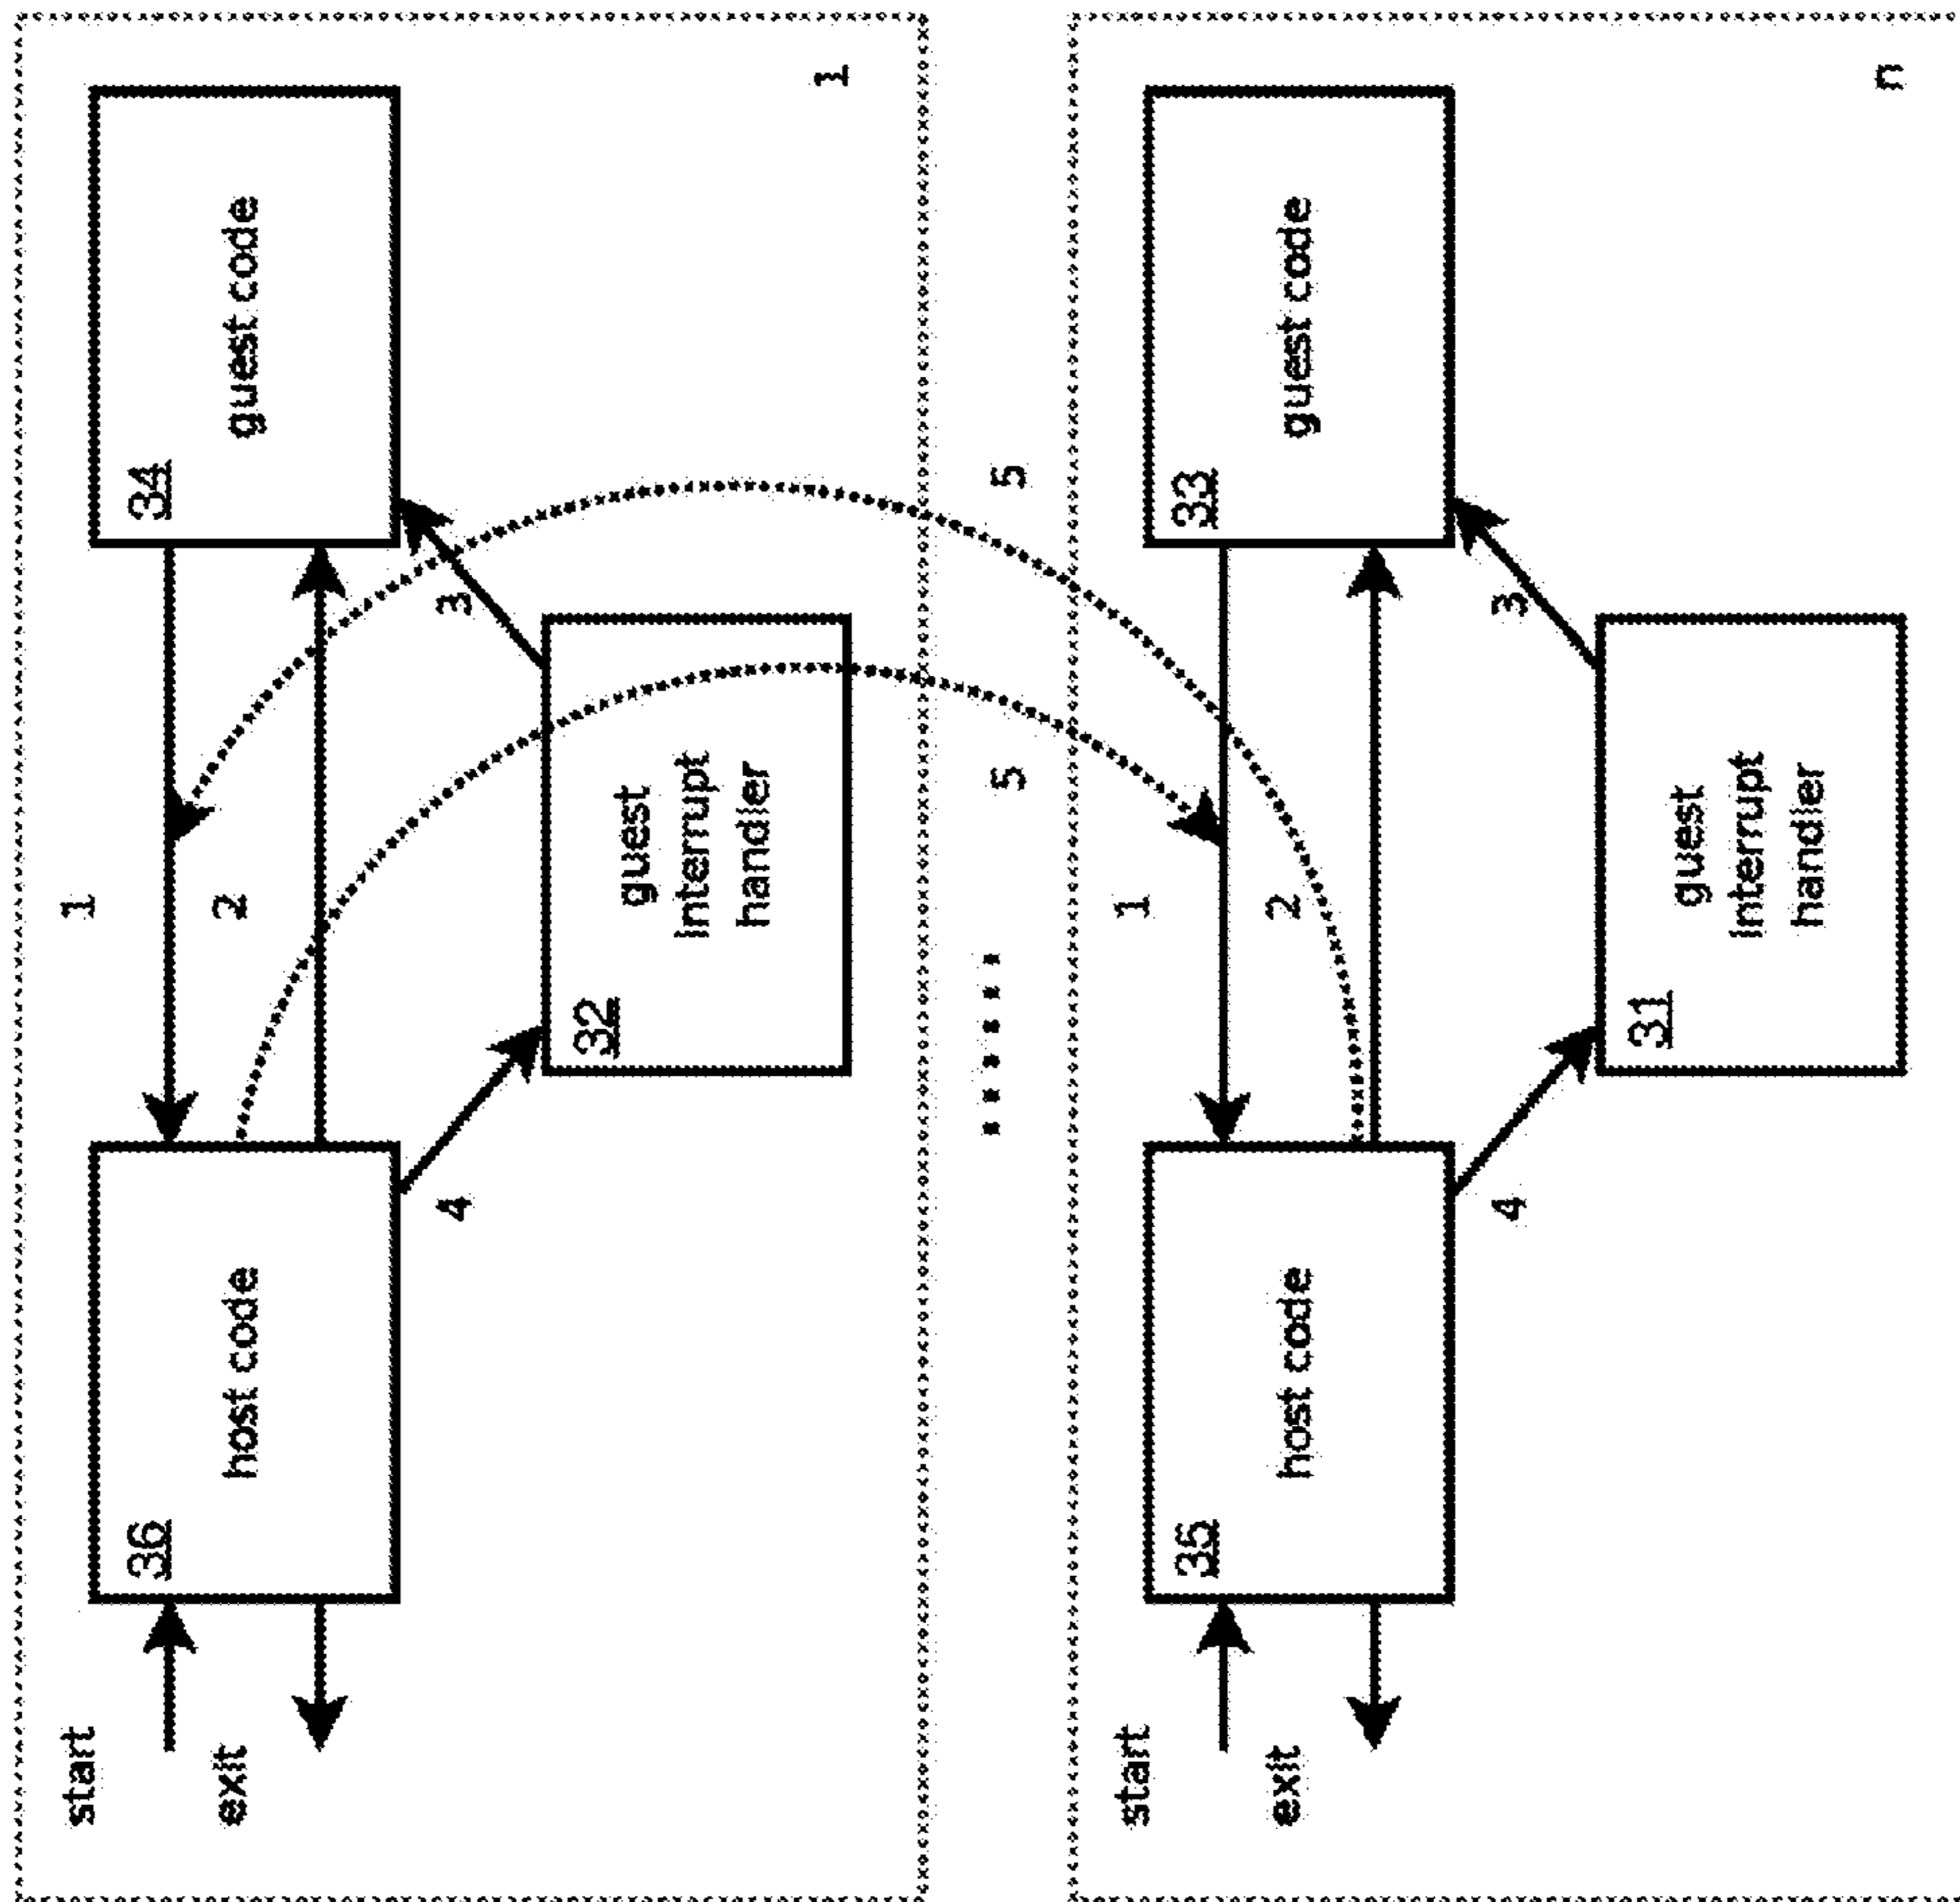 start
1
36
host code
34
guest code
exit
2
4
3
32
guest
interrupt
handler
1
5
5
start
1
35
host code
33
guest code
exit
2
4
3
31
guest
interrupt
handler
n